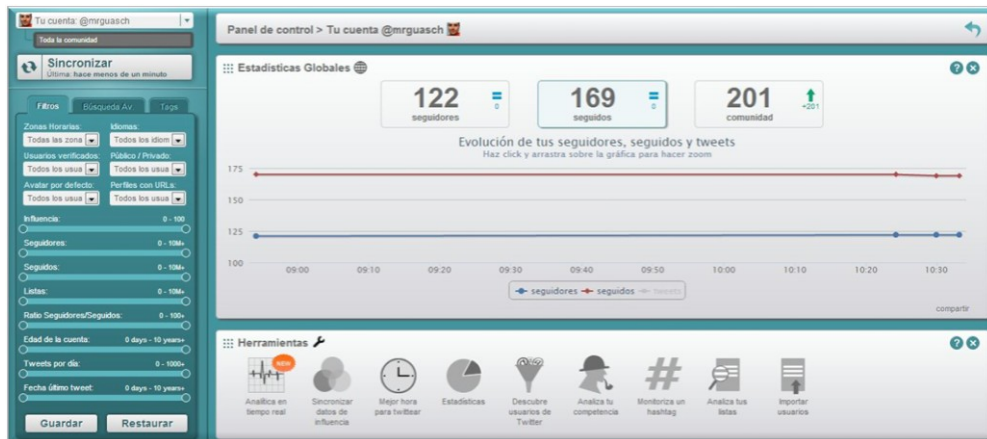 Tu cuenta: @mrguasch
Toda la comunidad
Sincronizar
Última: hace menos de un minuto
Filtros Búsqueda Av. Tags
Zonas Horarias: Idiomas:
Todas las zona Todos los idiom
Usuarios verificados: Público / Privado:
Todos los usua Todos los usua
Avatar por defecto: Perfiles con URLs:
Todos los usua Todos los usua
Influencia: 0 - 100
Seguidores: 0 - 10M+
Seguidos: 0 - 10M+
Listas: 0 - 10M+
Ratio Seguidores/Seguidos: 0 - 100+
Edad de la cuenta: 0 days - 10 years+
Tweets por día: 0 - 1000+
Fecha último tweet: 0 days - 10 years+
Guardar Restaurar
Panel de control > Tu cuenta @mrguasch
Estadísticas Globales
122 0
seguidores
169 0
seguidos
201 +201
comunidad
Evolución de tus seguidores, seguidos y tweets
Haz click y arrastra sobre la gráfica para hacer zoom
175
150
125
100
09:00 09:10 09:20 09:30 09:40 09:50 10:00 10:10 10:20 10:30
seguidores seguidos tweets
compartir
Herramientas
NEW
Analítica en
tiempo real
Sincronizar
datos de
influencia
Mejor hora
para twittear
Estadísticas
Descubre
usuarios de
Twitter
Analiza tu
competencia
Monitoriza un
hashtag
Analiza tus
listas
Importar
usuarios